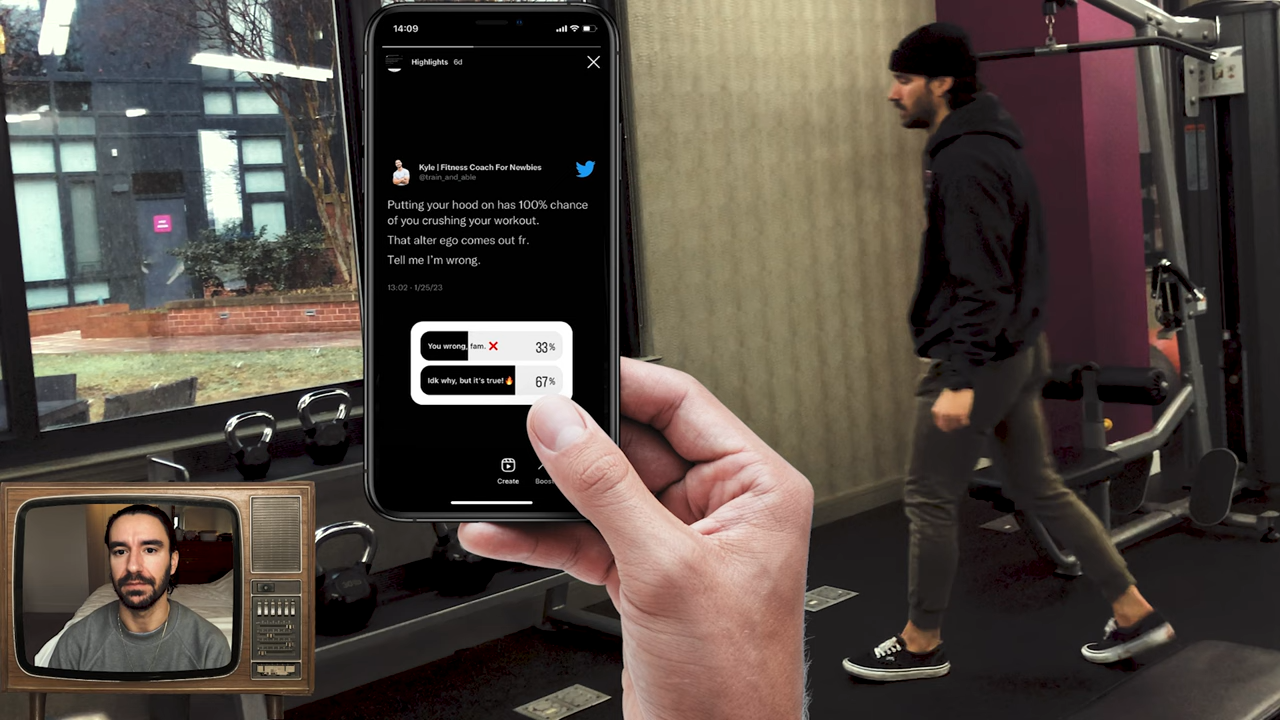 14:09
Highlights 6d
Kyle | Fitness Coach For Newbies
@train_and_able
Putting your hood on has 100% chance
of you crushing your workout.
That alter ego comes out fr.
Tell me I'm wrong.
13:02 - 1/25/23
You wrong, fam. ❌ 33%
Idk why, but it's true!🔥 67%
Create
Boos